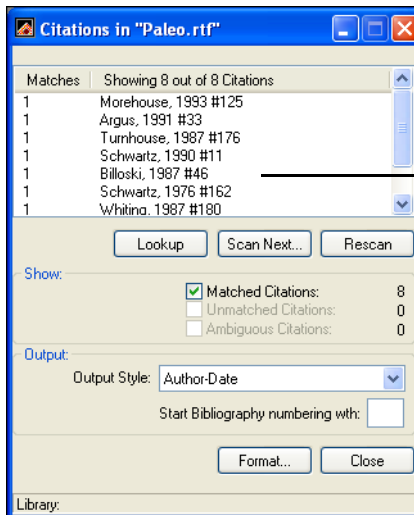 Citations in "Paleo.rtf"
Matches Showing 8 out of 8 Citations
1 Morehouse, 1993 #125
1 Argus, 1991 #33
1 Turnhouse, 1987 #176
1 Schwartz, 1990 #11
1 Billoski, 1987 #46
1 Schwartz, 1976 #162
1 Whiting, 1987 #180
Lookup Scan Next... Rescan
Show:
Matched Citations: 8
Unmatched Citations: 0
Ambiguous Citations: 0
Output:
Output Style: Author-Date
Start Bibliography numbering wth:
Format... Close
Library: